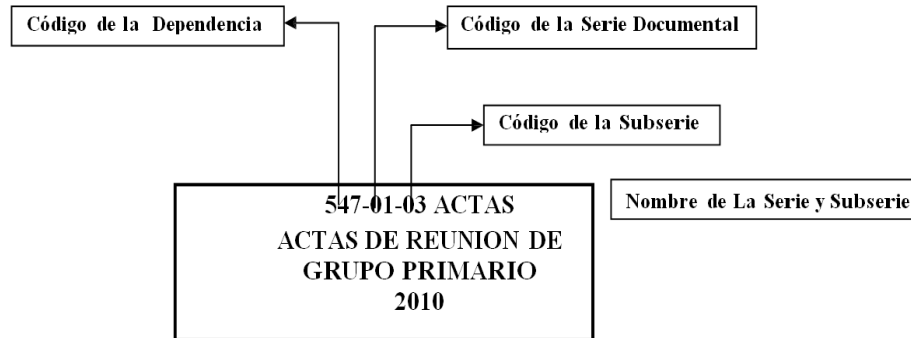 Código de la Dependencia
Código de la Serie Documental
Código de la Subserie
547-01-03 ACTAS
ACTAS DE REUNION DE
GRUPO PRIMARIO
2010
Nombre de La Serie y Subserie